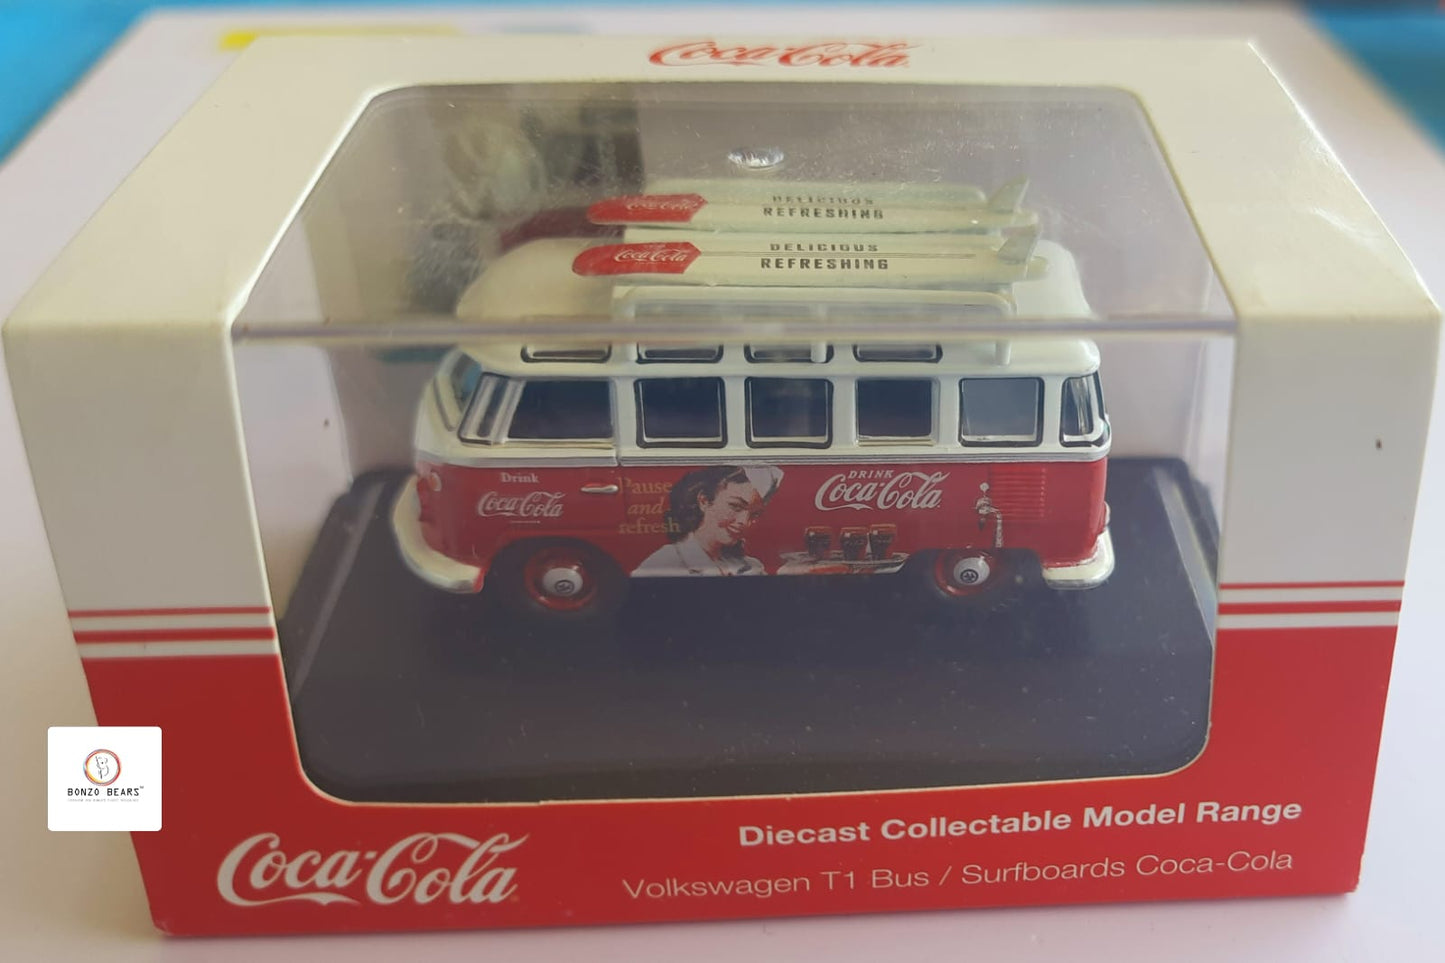 Coca-Cola
Coca-Cola
DELICIOUS
REFRESHING
Coca-Cola
DELICIOUS
REFRESHING
Drink
Coca-Cola
Pause
and
refresh
DRINK
Coca-Cola
BONZO BEARS
Coca-Cola
Diecast Collectable Model Range
Volkswagen T1 Bus / Surfboards Coca-Cola